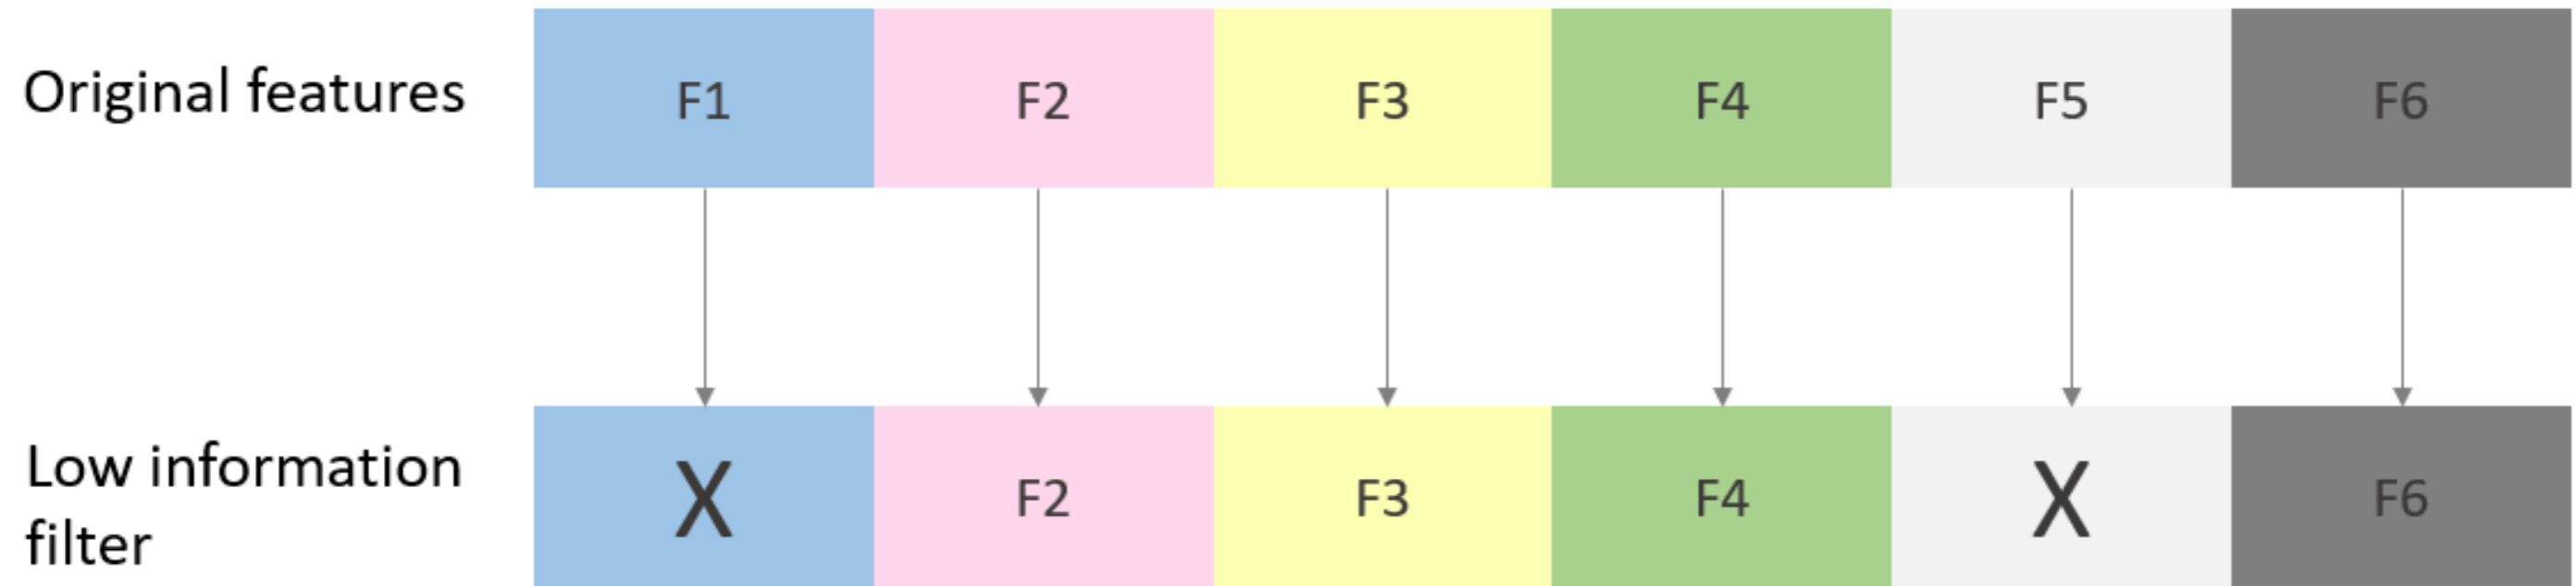 Original features
F1 F2 F3 F4 F5 F6
Low information
filter
X F2 F3 F4 X F6